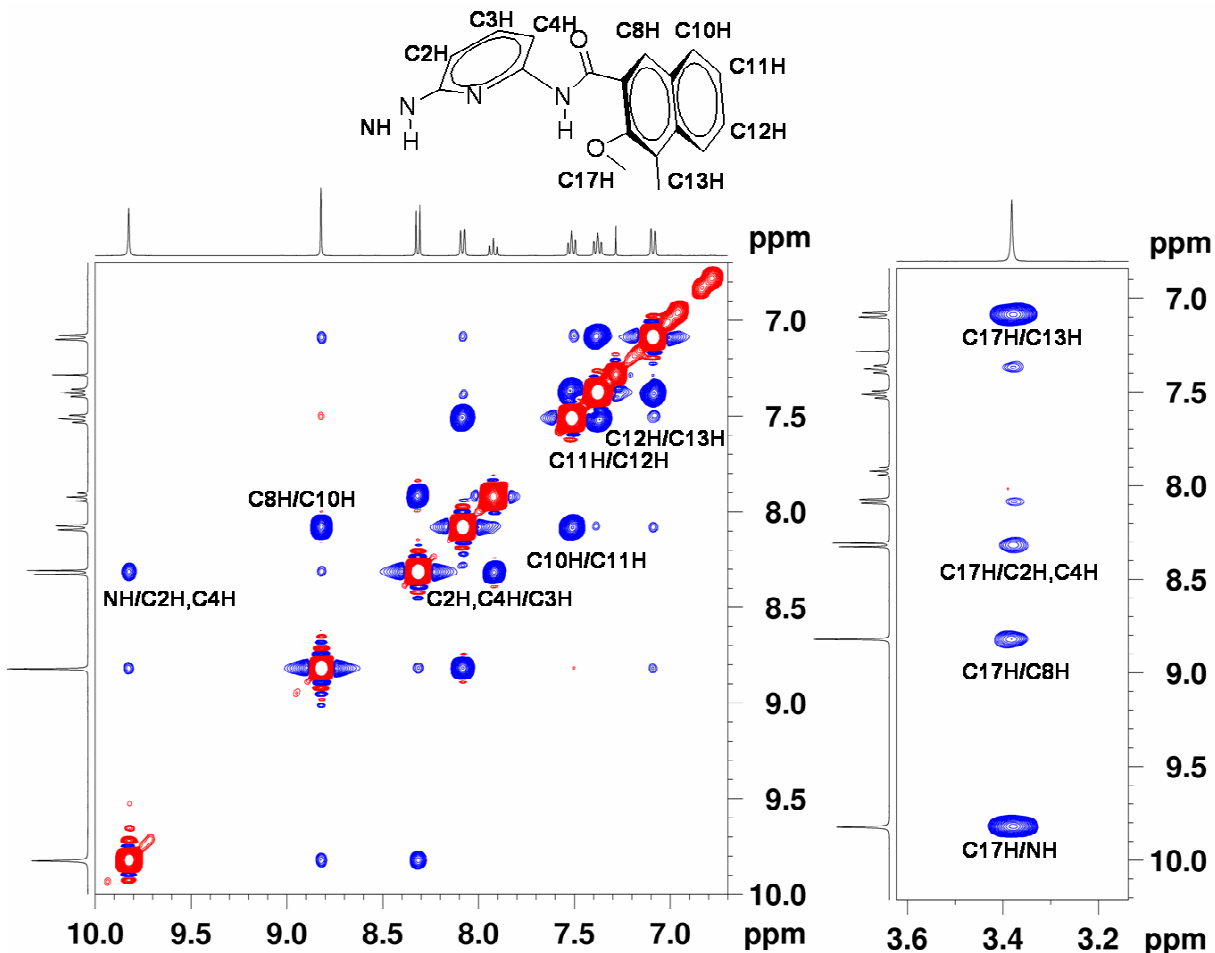 C3H
C4H
C8H
C10H
C2H
O
C11H
N
N
N
C12H
NH
H
H
O
C17H
C13H
ppm
ppm
7.0
7.0
C17H/C13H
7.5
7.5
C12H/C13H
C11H/C12H
C8H/C10H
8.0
8.0
C10H/C11H
C17H/C2H,C4H
NH/C2H,C4H
C2H,C4H/C3H
8.5
8.5
C17H/C8H
9.0
9.0
9.5
9.5
C17H/NH
10.0
10.0
10.0 9.5 9.0 8.5 8.0 7.5 7.0 ppm
3.6 3.4 3.2 ppm